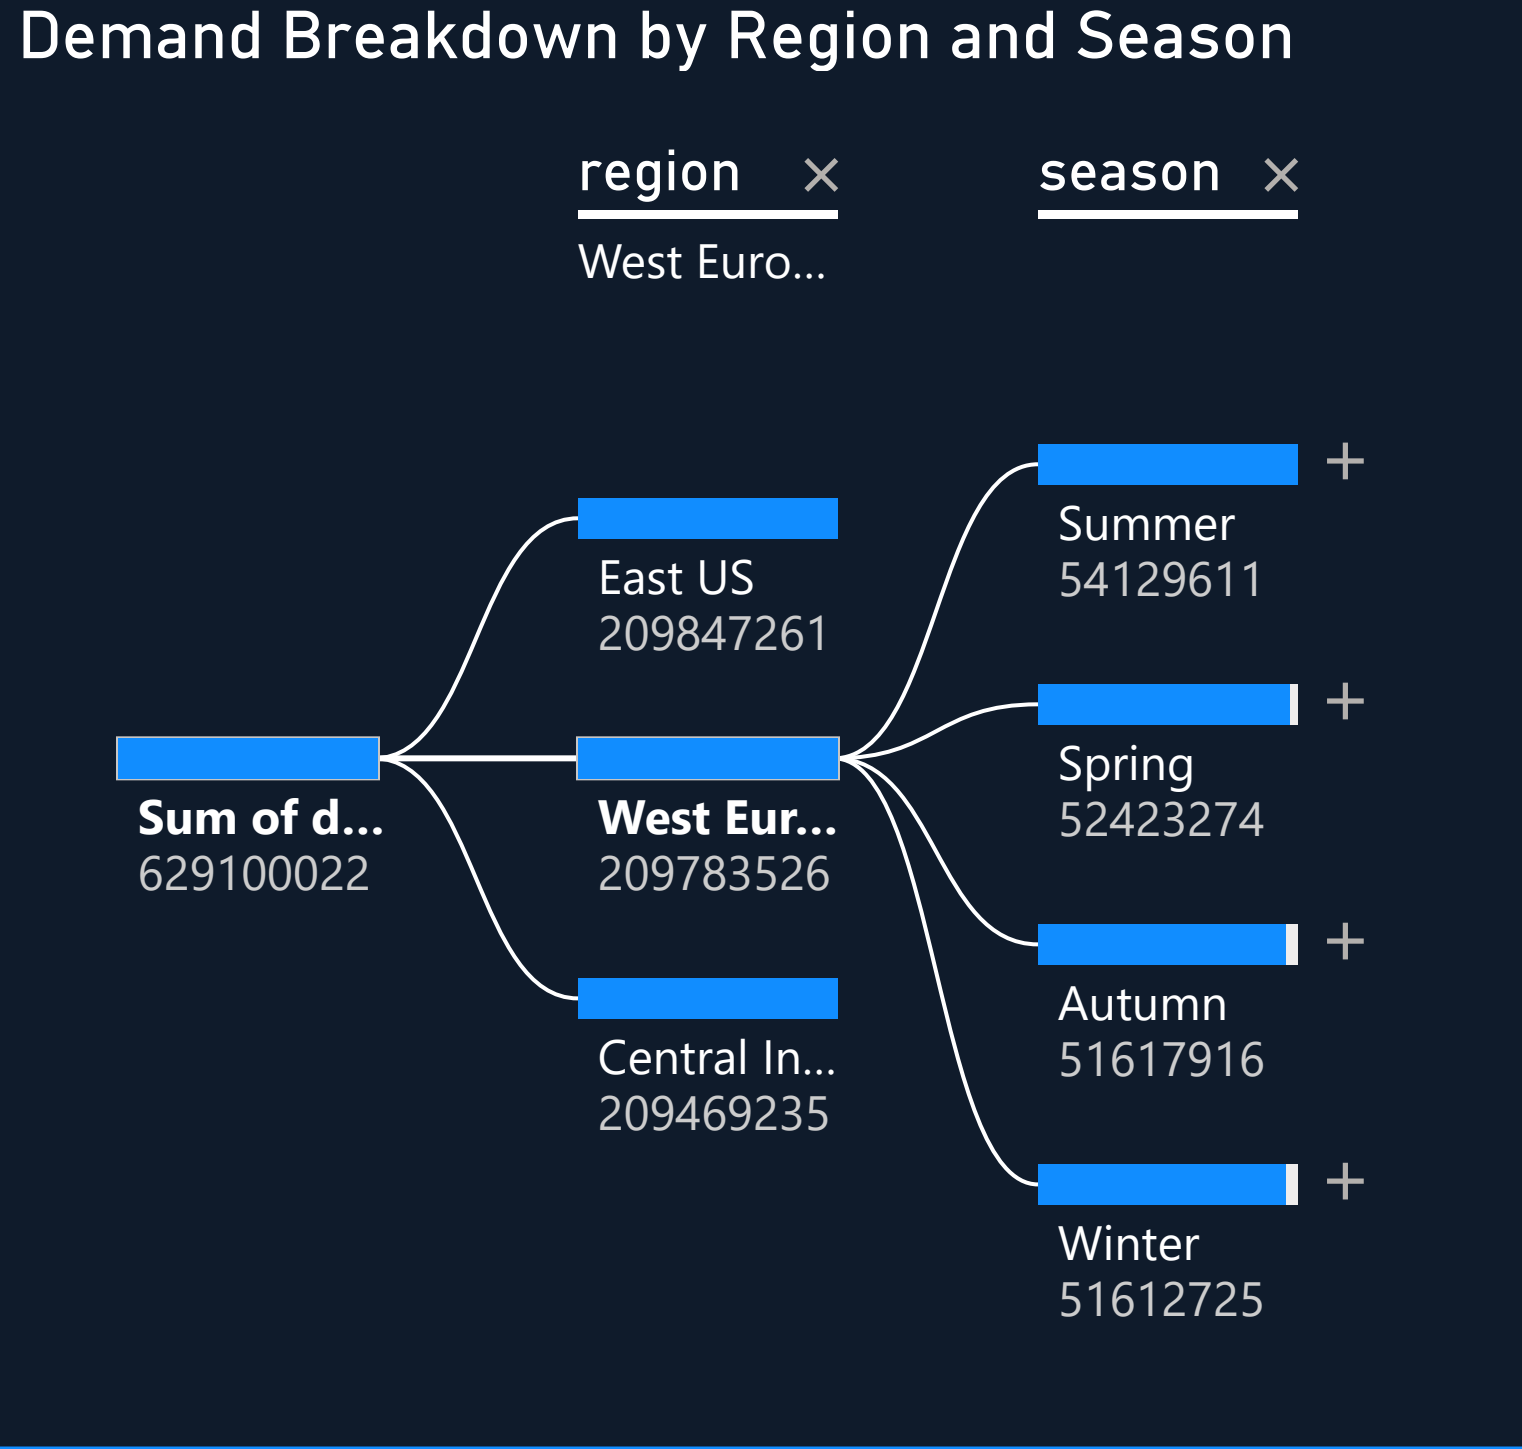 Demand Breakdown by Region and Season
region
West Euro...
season
Sum of d...
629100022
East US
209847261
West Eur...
209783526
Central In...
209469235
Summer
54129611
Spring
52423274
Autumn
51617916
Winter
51612725